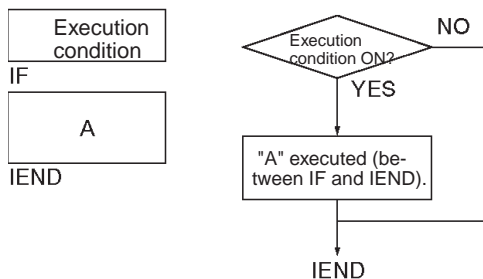 Execution
condition
IF
A
IEND
Execution
condition ON?
NO
YES
"A" executed (be-
tween IF and IEND).
IEND